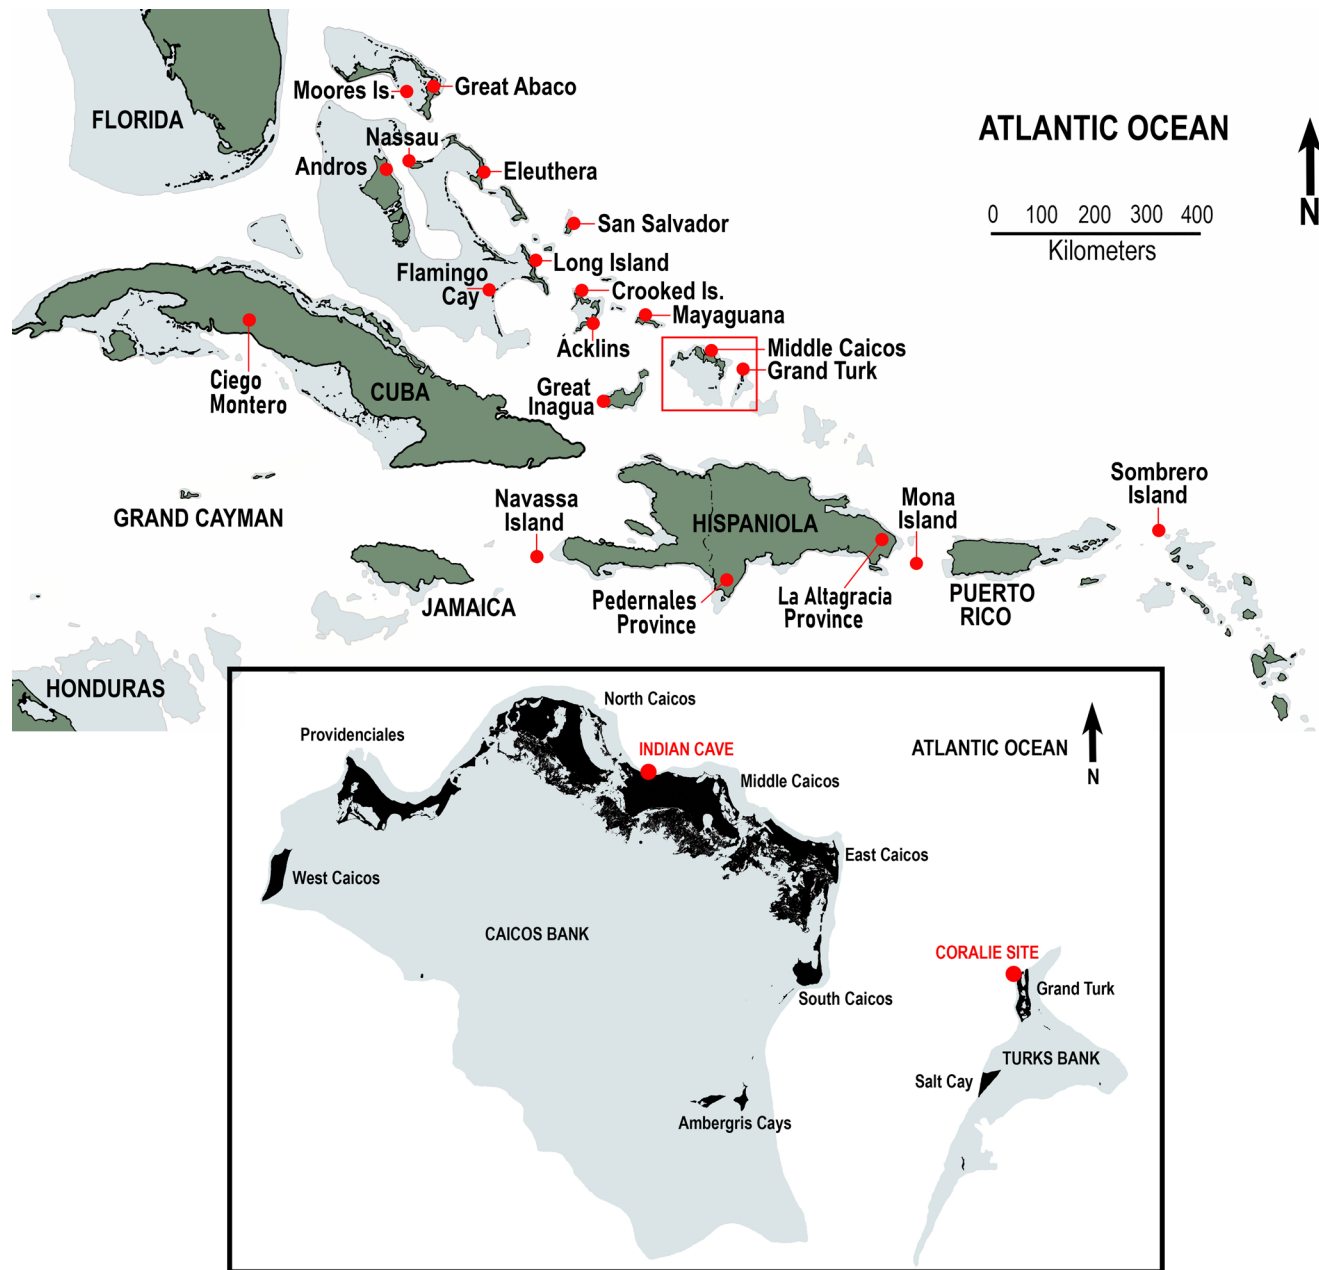 FLORIDA
Moores Is.
Great Abaco
Nassau
Andros
Eleuthera
San Salvador
Long Island
Flamingo
Cay
Crooked Is.
Mayaguana
Acklins
Middle Caicos
Grand Turk
Great
Inagua
ATLANTIC OCEAN
0 100 200 300 400
Kilometers
N
Ciego
Montero
CUBA
GRAND CAYMAN
Navassa
Island
HISPANIOLA
Mona
Island
Sombrero
Island
JAMAICA
Pedernales
Province
La Altagracia
Province
PUERTO
RICO
HONDURAS
North Caicos
Providenciales
INDIAN CAVE
ATLANTIC OCEAN
N
Middle Caicos
East Caicos
West Caicos
CAICOS BANK
CORALIE SITE
Grand Turk
South Caicos
TURKS BANK
Salt Cay
Ambergris Cays